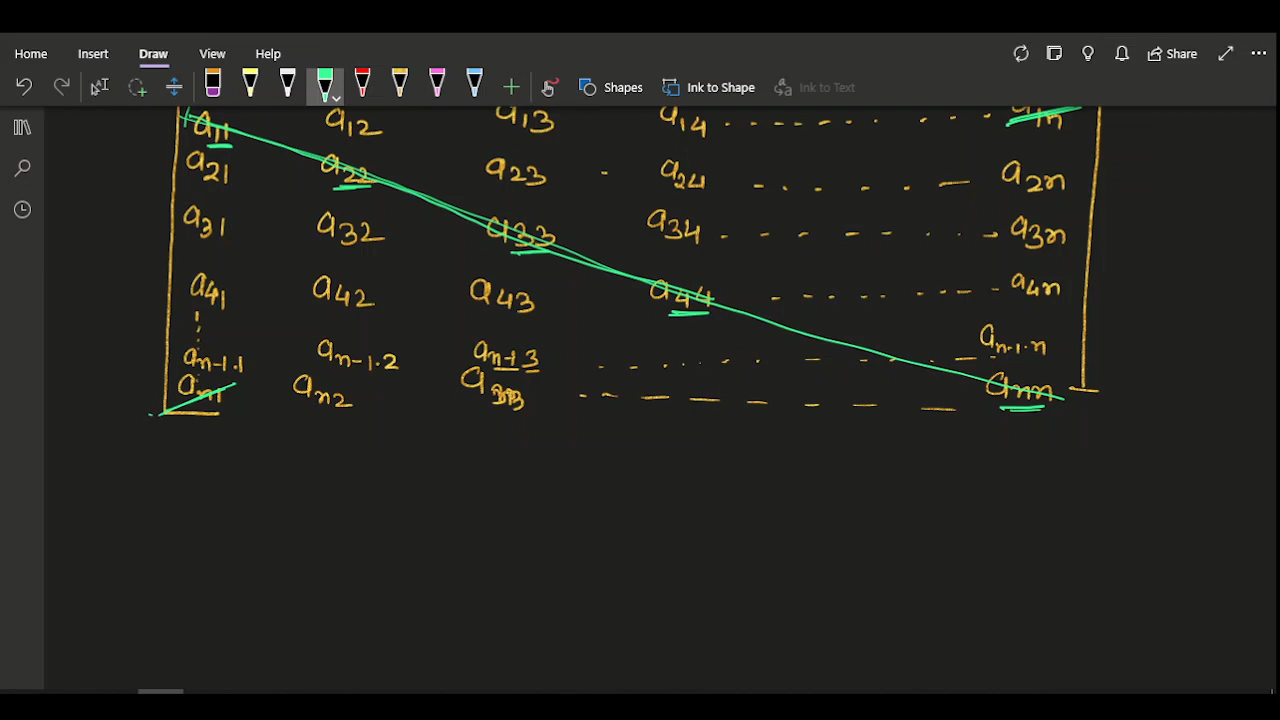 Home Insert Draw View Help
Share
Shapes Ink to Shape Ink to Text
a11 a12 a13 a14 ........ a1n
a21 a22 a23 . a24 ........ a2n
a31 a32 a33 a34 ........ a3n
a41 a42 a43 a44 ........ a4n
an-1.1 an-1.2 an-1 3 ........ an-1.n
an1 an2 ........ ann